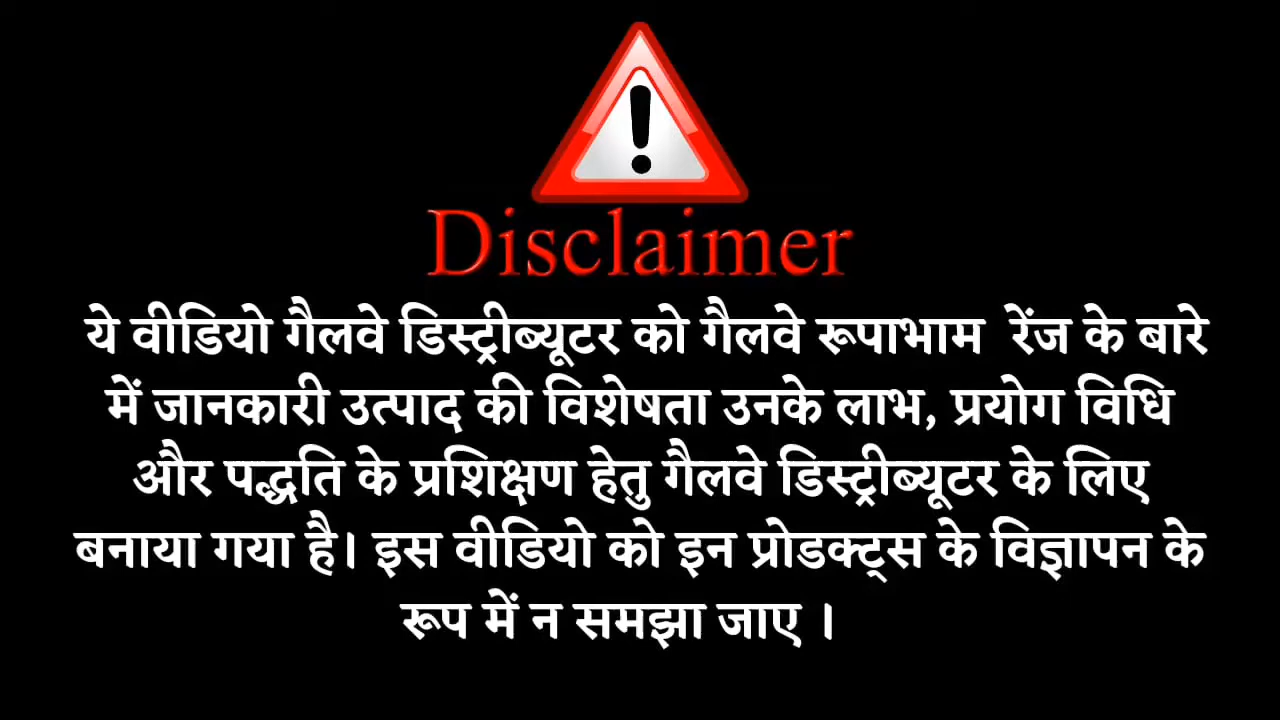 Disclaimer
ये वीडियो गैलवे डिस्ट्रीब्यूटर को गैलवे रूपाभाम रेंज के बारे
में जानकारी उत्पाद की विशेषता उनके लाभ, प्रयोग विधि
और पद्धति के प्रशिक्षण हेतु गैलवे डिस्ट्रीब्यूटर के लिए
बनाया गया है। इस वीडियो को इन प्रोडक्ट्स के विज्ञापन के
रूप में न समझा जाए ।